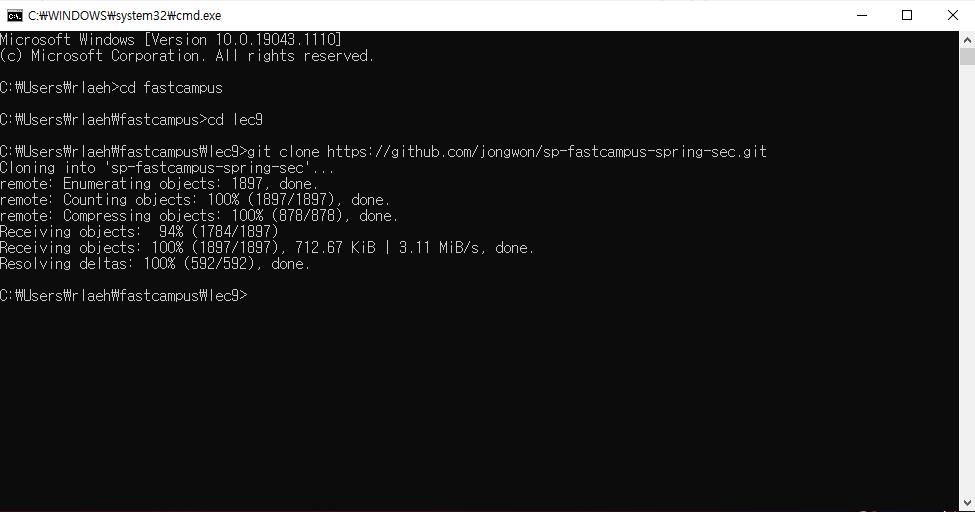 C:₩WINDOWS₩system32₩cmd.exe
Microsoft Windows [Version 10.0.19043.1110]
(c) Microsoft Corporation. All rights reserved.
C:₩Users₩rlaeh>cd fastcampus
C:₩Users₩rlaeh₩fastcampus>cd lec9
C:₩Users₩rlaeh₩fastcampus₩lec9>git clone https://github.com/jongwon/sp-fastcampus-spring-sec.git
Cloning into 'sp-fastcampus-spring-sec'...
remote: Enumerating objects: 1897, done.
remote: Counting objects: 100% (1897/1897), done.
remote: Compressing objects: 100% (878/878), done.
Receiving objects:  94% (1784/1897)
Receiving objects: 100% (1897/1897), 712.67 KiB | 3.11 MiB/s, done.
Resolving deltas: 100% (592/592), done.
C:₩Users₩rlaeh₩fastcampus₩lec9>